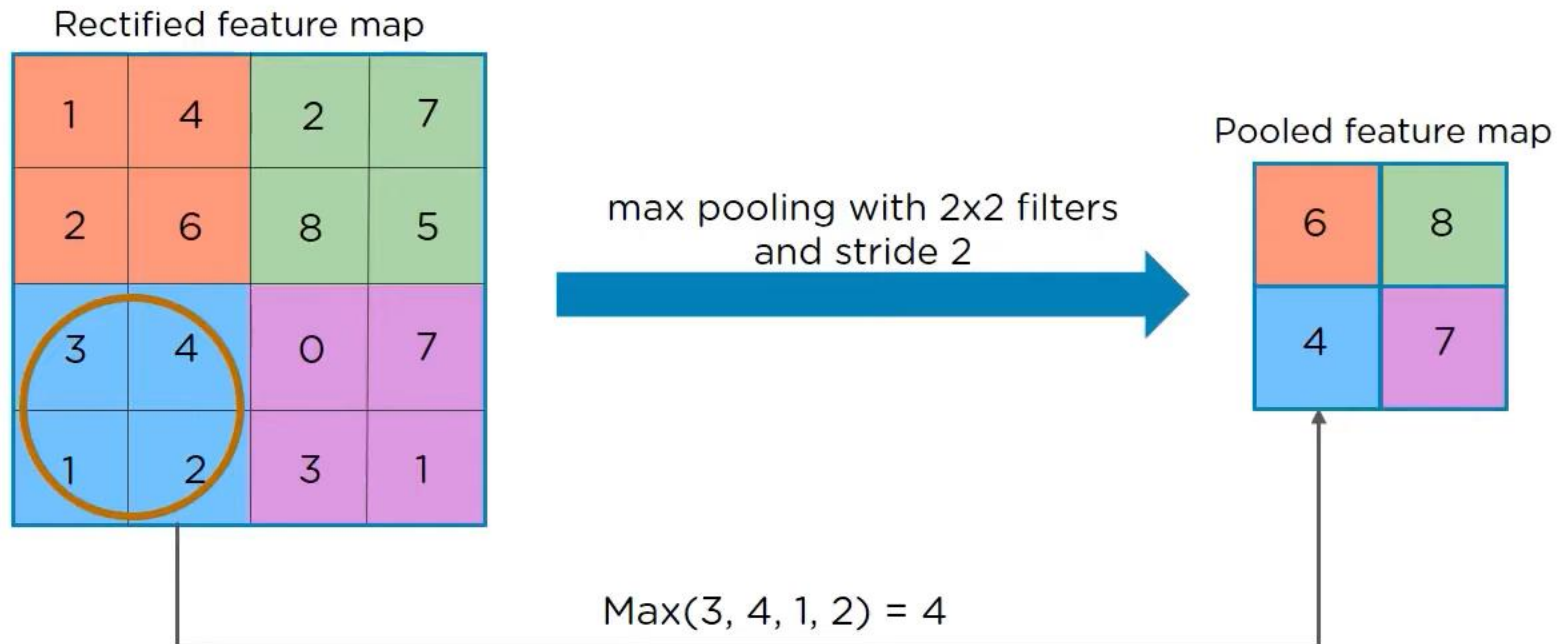 Rectified feature map
1 4 2 7
2 6 8 5
3 4 0 7
1 2 3 1
max pooling with 2x2 filters
and stride 2
Pooled feature map
6 8
4 7
Max(3, 4, 1, 2) = 4